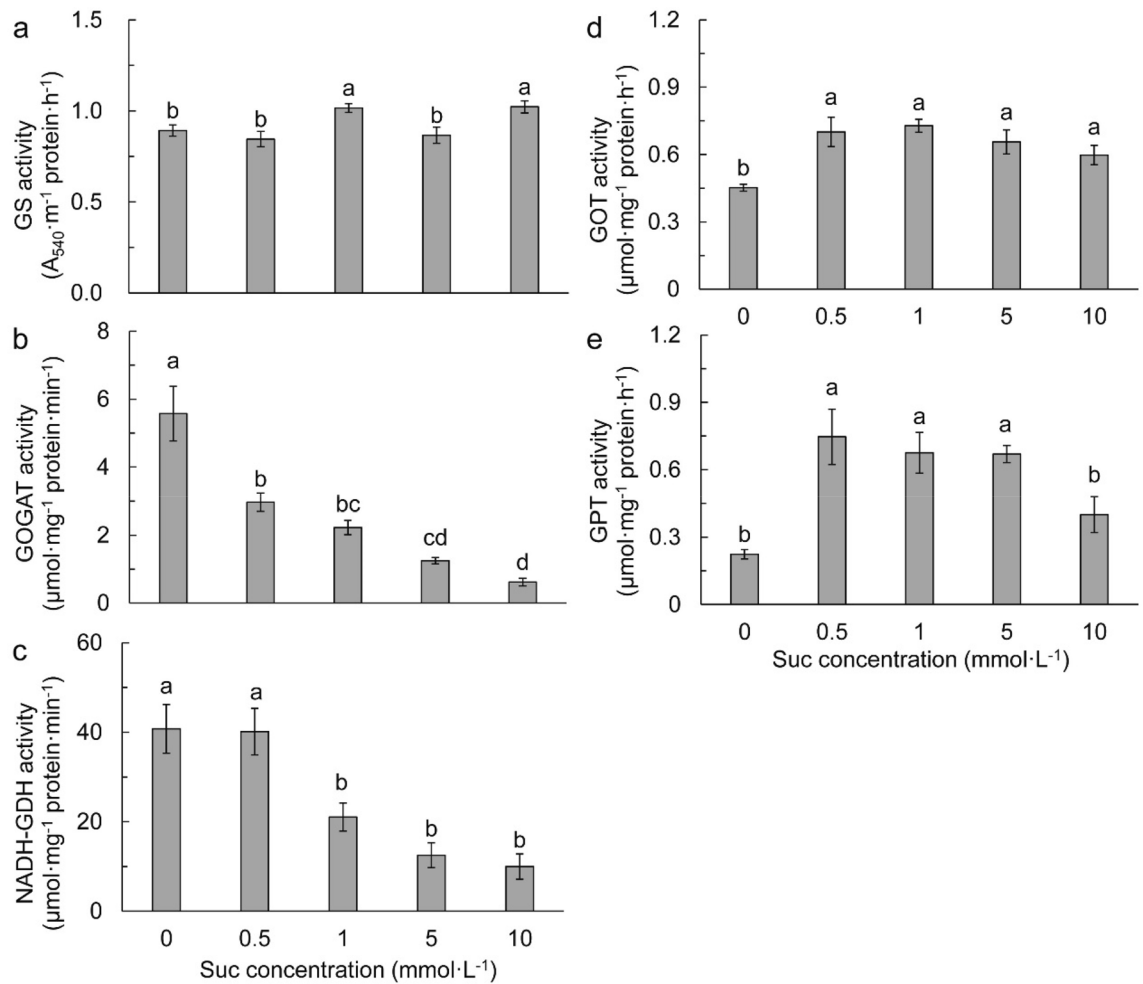 a
GS activity
(A₅₄₀·m⁻¹ protein·h⁻¹)
1.5
1.0
0.5
0.0
b
b
a
b
a
b
GOGAT activity
(μmol·mg⁻¹ protein·min⁻¹)
8
6
4
2
0
a
b
bc
cd
d
c
NADH-GDH activity
(μmol·mg⁻¹ protein·min⁻¹)
60
40
20
0
a
a
b
b
b
0 0.5 1 5 10
Suc concentration (mmol·L⁻¹)
d
GOT activity
(μmol·mg⁻¹ protein·h⁻¹)
1.2
0.9
0.6
0.3
0
b
a
a
a
a
0 0.5 1 5 10
e
GPT activity
(μmol·mg⁻¹ protein·h⁻¹)
1.2
0.9
0.6
0.3
0
b
a
a
a
b
0 0.5 1 5 10
Suc concentration (mmol·L⁻¹)